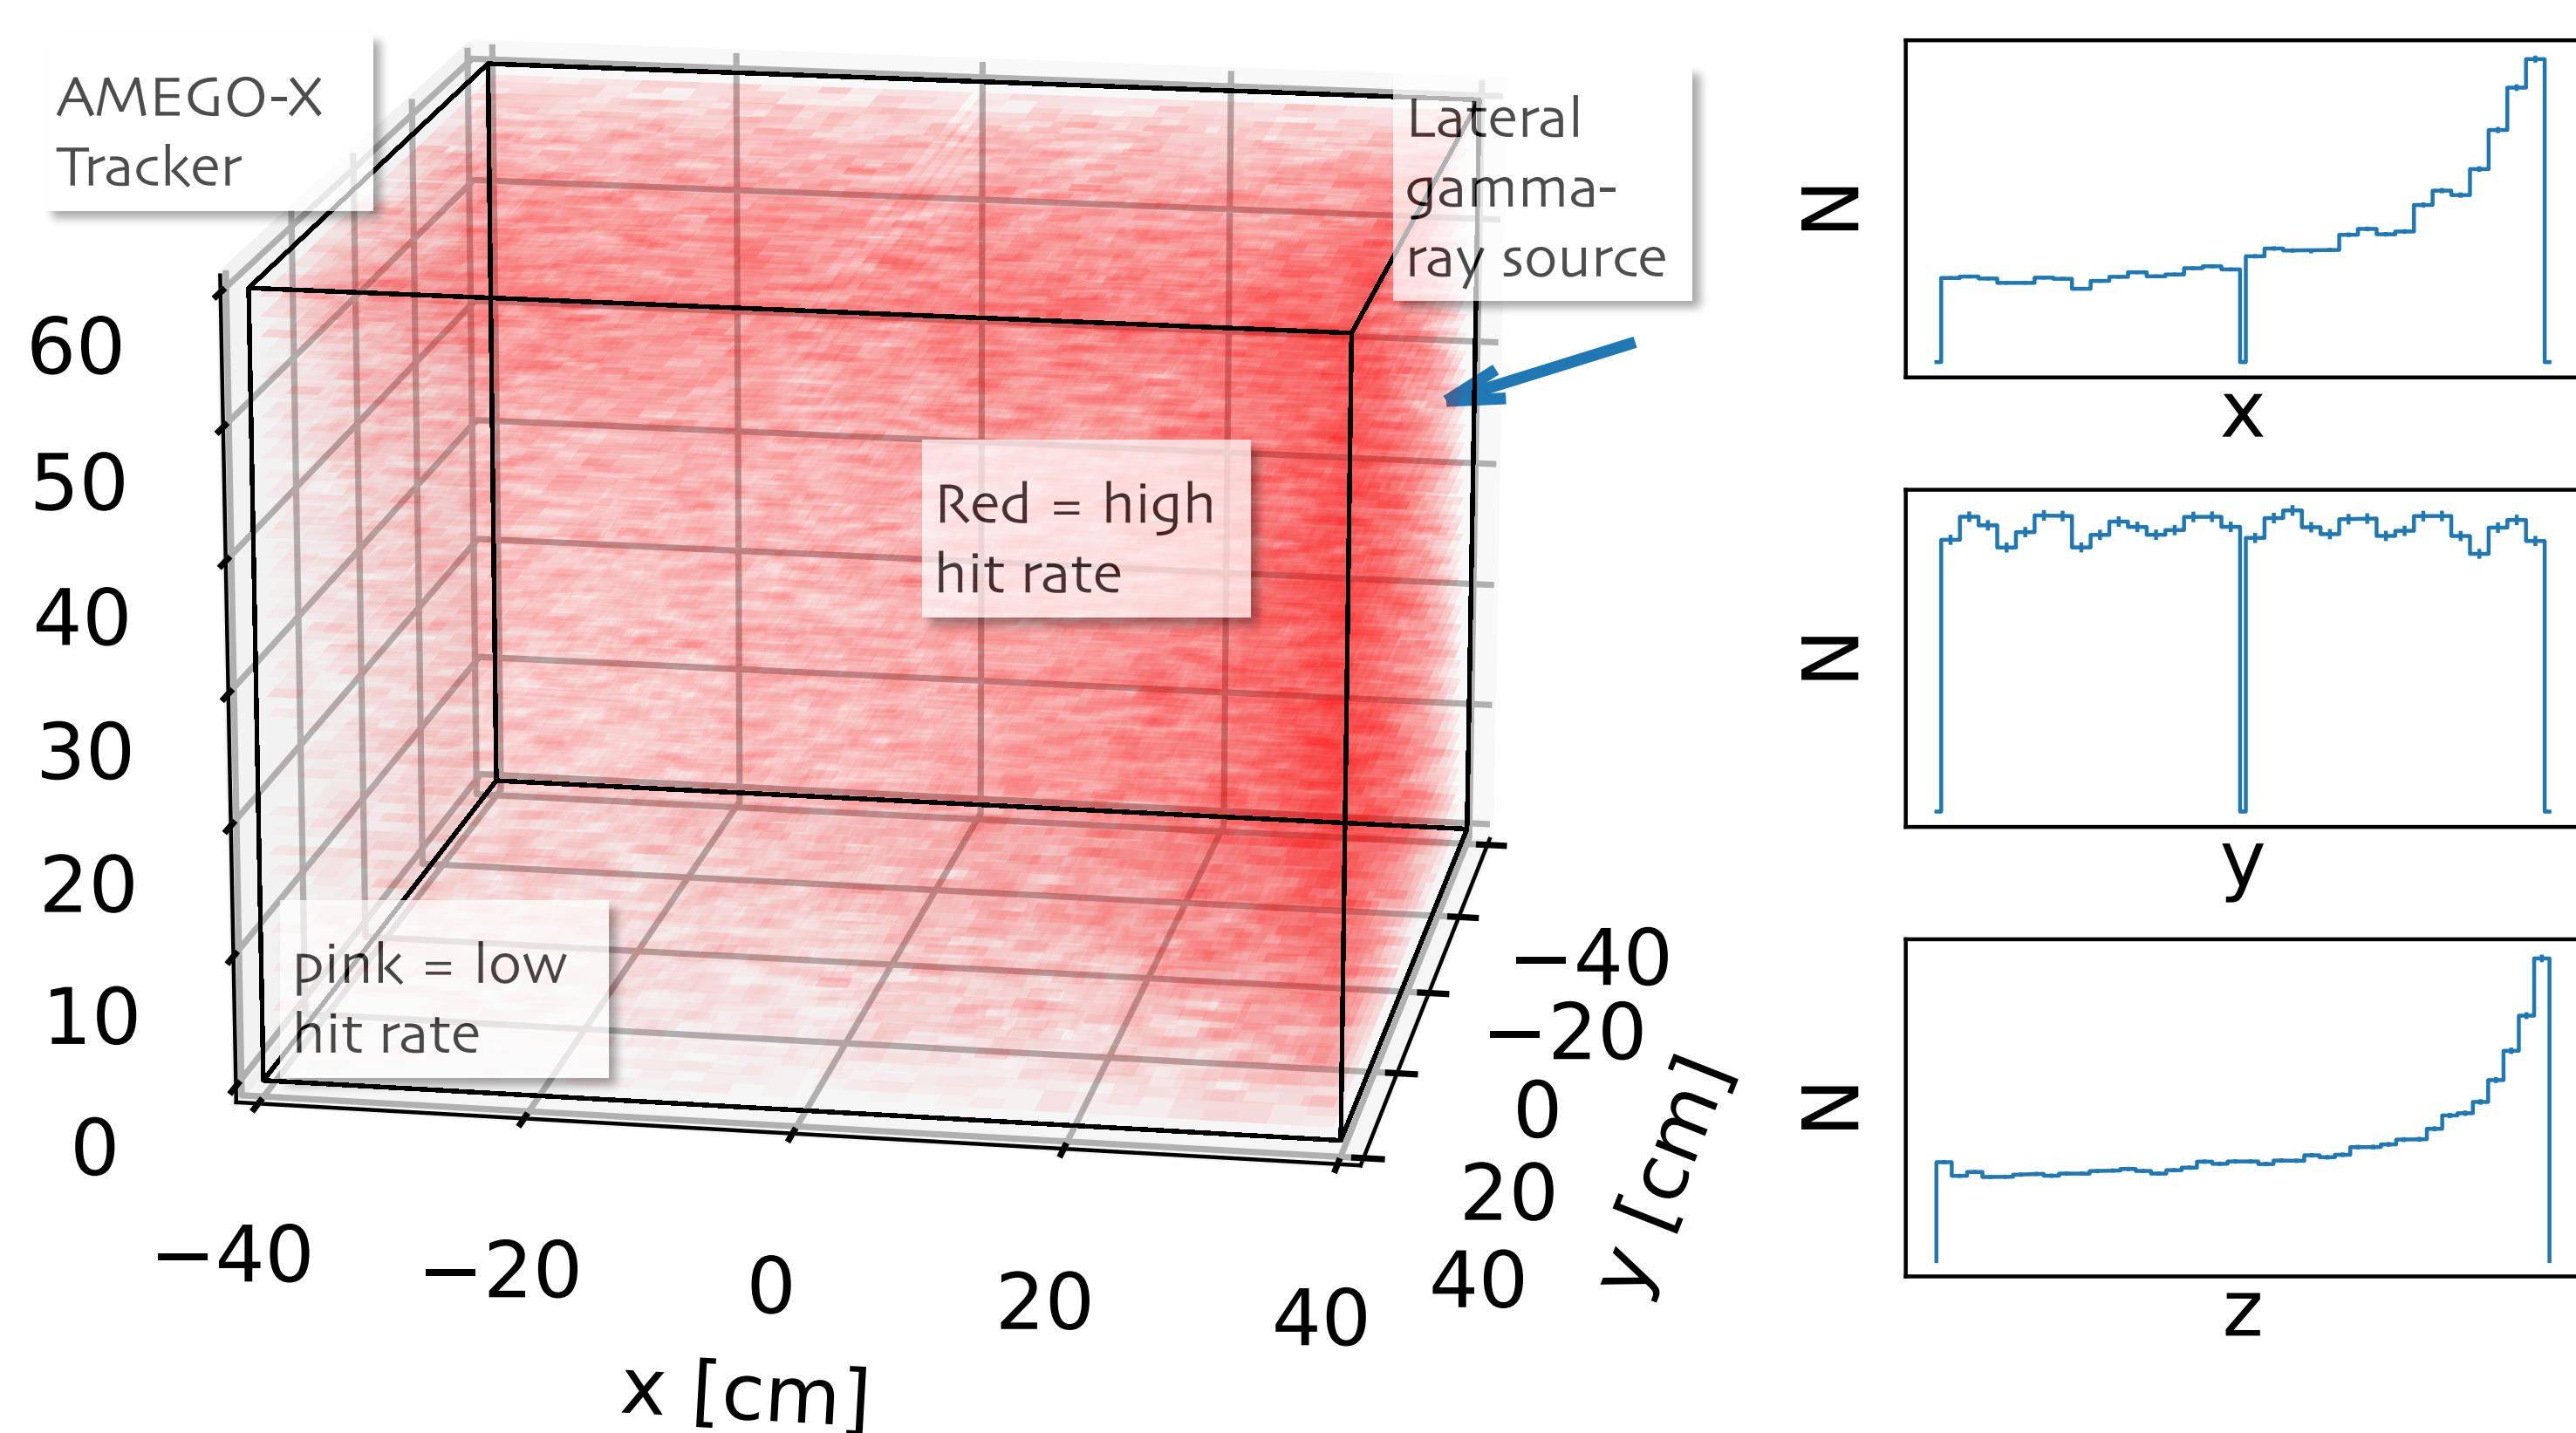 AMEGO-X
Tracker
Lateral
gamma-
ray source
Red = high
hit rate
pink = low
hit rate
60
50
40
30
20
10
0
−40
−20
0
20
40
x [cm]
−40
−20
0
20
40
y [cm]
N
x
N
y
N
z